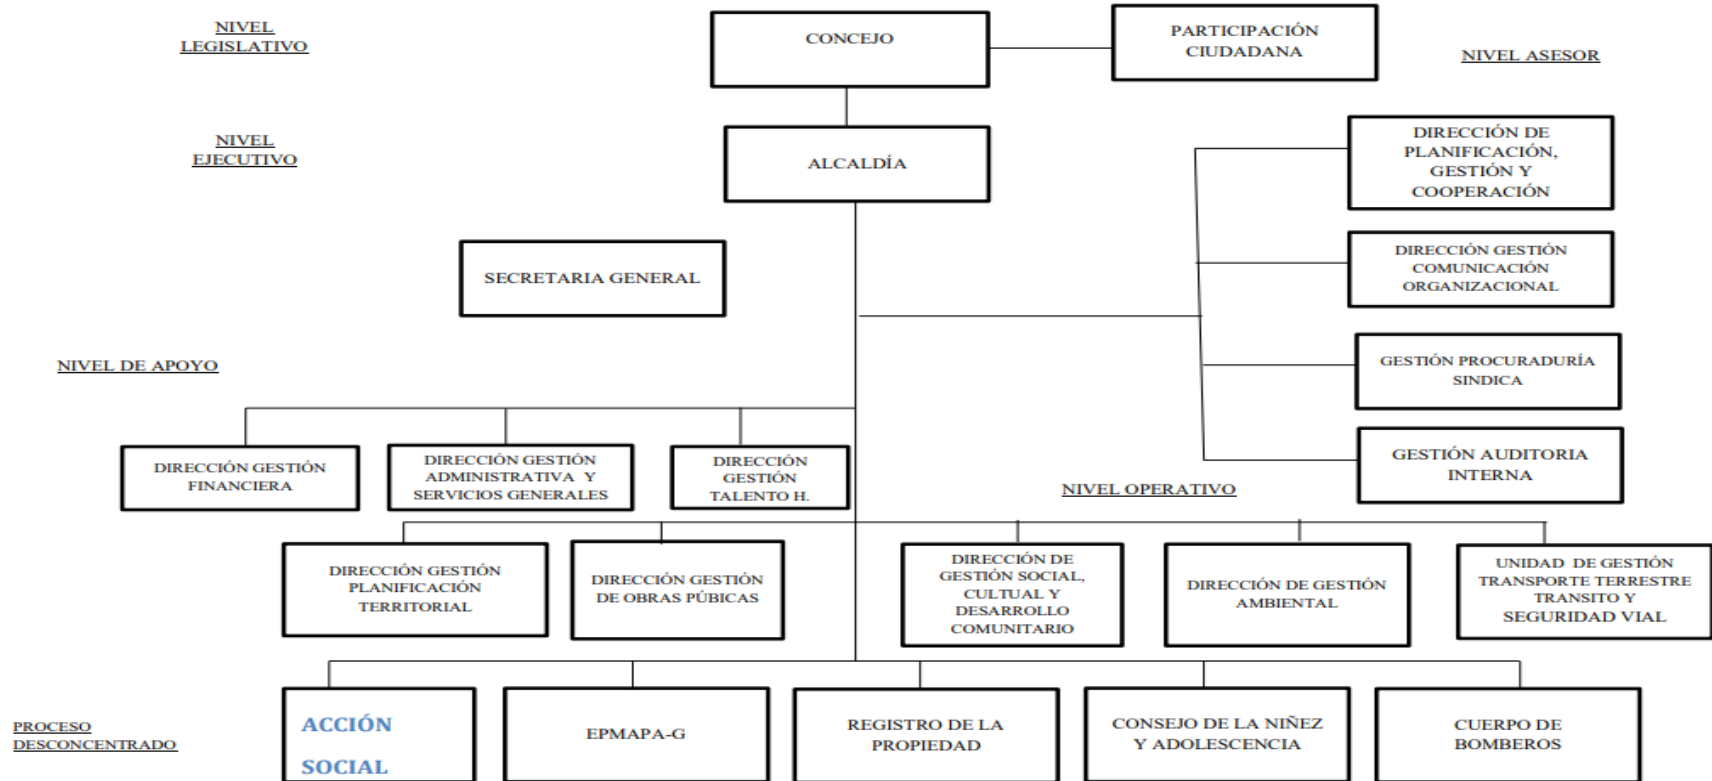 NIVEL
LEGISLATIVO
CONCEJO
PARTICIPACIÓN
CIUDADANA
NIVEL ASESOR
NIVEL
EJECUTIVO
ALCALDÍA
DIRECCIÓN DE
PLANIFICACIÓN,
GESTIÓN Y
COOPERACIÓN
SECRETARIA GENERAL
DIRECCIÓN GESTIÓN
COMUNICACIÓN
ORGANIZACIONAL
NIVEL DE APOYO
GESTIÓN PROCURADURÍA
SINDICA
DIRECCIÓN GESTIÓN
FINANCIERA
DIRECCIÓN GESTIÓN
ADMINISTRATIVA Y
SERVICIOS GENERALES
DIRECCIÓN
GESTIÓN
TALENTO H.
GESTIÓN AUDITORIA
INTERNA
NIVEL OPERATIVO
DIRECCIÓN GESTIÓN
PLANIFICACIÓN
TERRITORIAL
DIRECCIÓN GESTIÓN
DE OBRAS PÚBICAS
DIRECCIÓN DE
GESTIÓN SOCIAL,
CULTUAL Y
DESARROLLO
COMUNITARIO
DIRECCIÓN DE GESTIÓN
AMBIENTAL
UNIDAD DE GESTIÓN
TRANSPORTE TERRESTRE
TRANSITO Y
SEGURIDAD VIAL
PROCESO
DESCONCENTRADO
ACCIÓN
SOCIAL
EPMAPA-G
REGISTRO DE LA
PROPIEDAD
CONSEJO DE LA NIÑEZ
Y ADOLESCENCIA
CUERPO DE
BOMBEROS